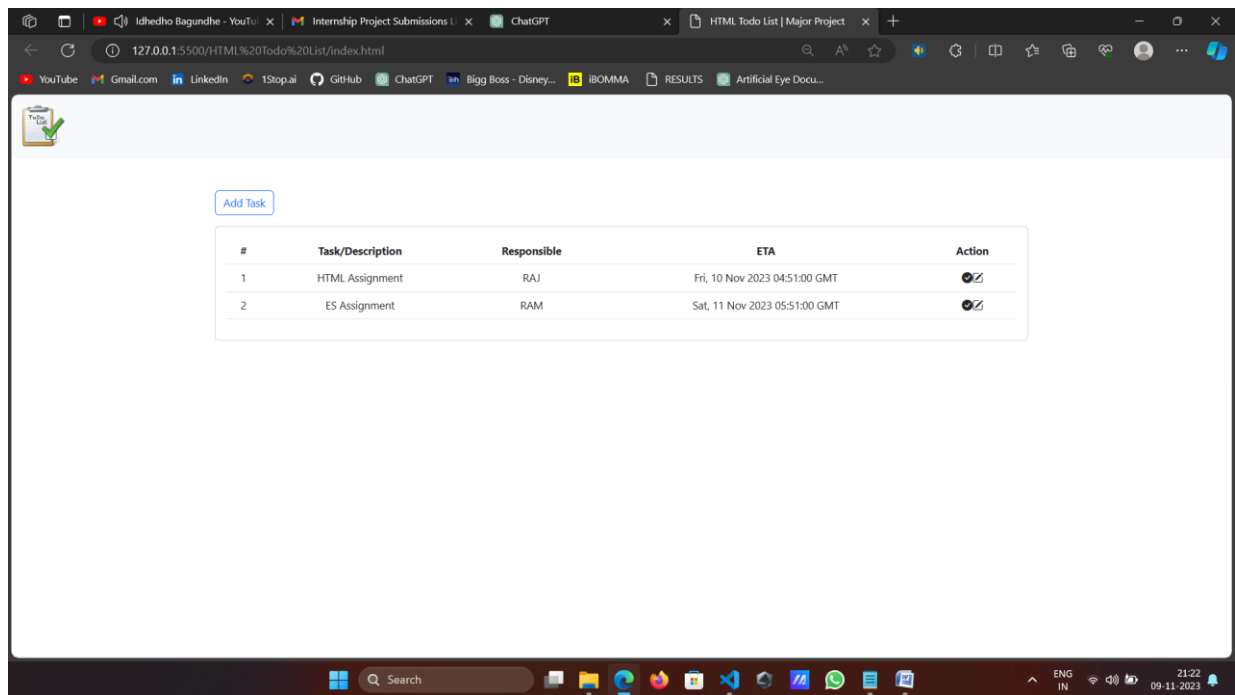 Idhedho Bagundhe - YouTu
Internship Project Submissions
ChatGPT
HTML Todo List | Major Project
127.0.0.1:5500/HTML%20Todo%20List/index.html
YouTube Gmail.com LinkedIn 1Stop.ai GitHub ChatGPT Bigg Boss - Disney... iB iBOMMA RESULTS Artificial Eye Docu...
ToDo List
Add Task
# Task/Description Responsible ETA Action
1 HTML Assignment RAJ Fri, 10 Nov 2023 04:51:00 GMT
2 ES Assignment RAM Sat, 11 Nov 2023 05:51:00 GMT
Search
ENG
IN
21:22
09-11-2023